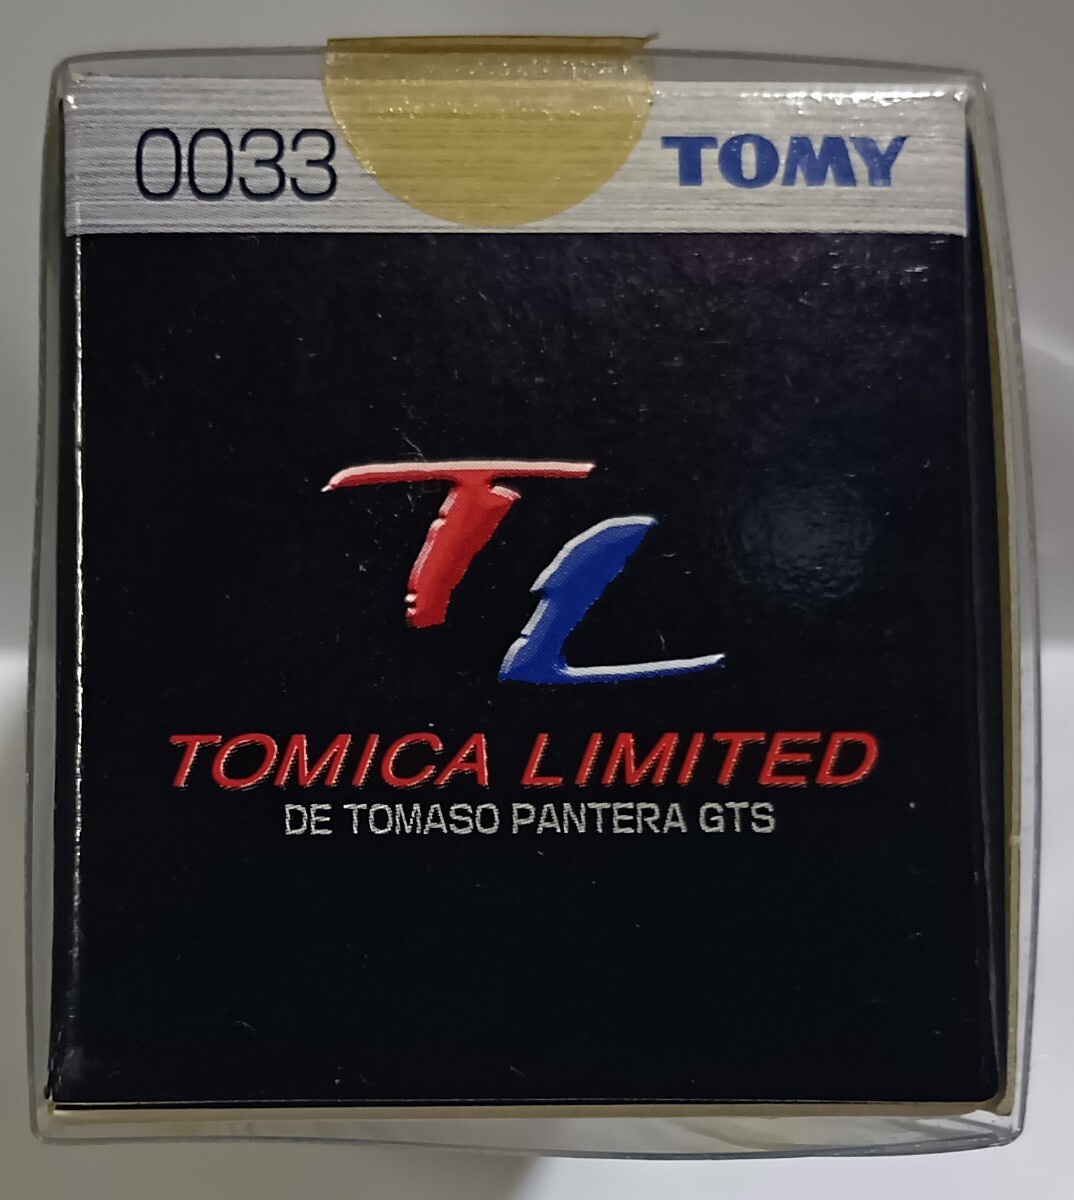 0033 TOMY
TL
TOMICA LIMITED
DE TOMASO PANTERA GTS